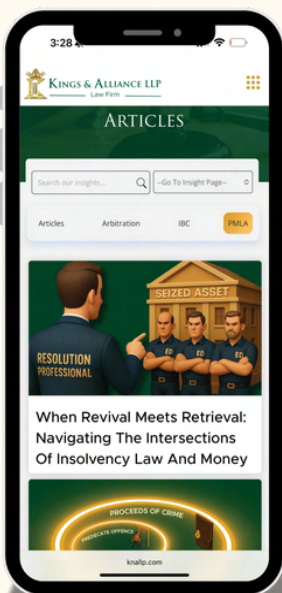 3:28
KINGS & ALLIANCE LLP
Law Firm
ARTICLES
Search our insights...
--Go To Insight Page--
Articles
Arbitration
IBC
PMLA
SEIZED ASSET
RESOLUTION
PROFESSIONAL
ED
ED
ED
When Revival Meets Retrieval:
Navigating The Intersections
Of Insolvency Law And Money
PROCEEDS OF CRIME
PREDICATE OFFENCE
knallp.com